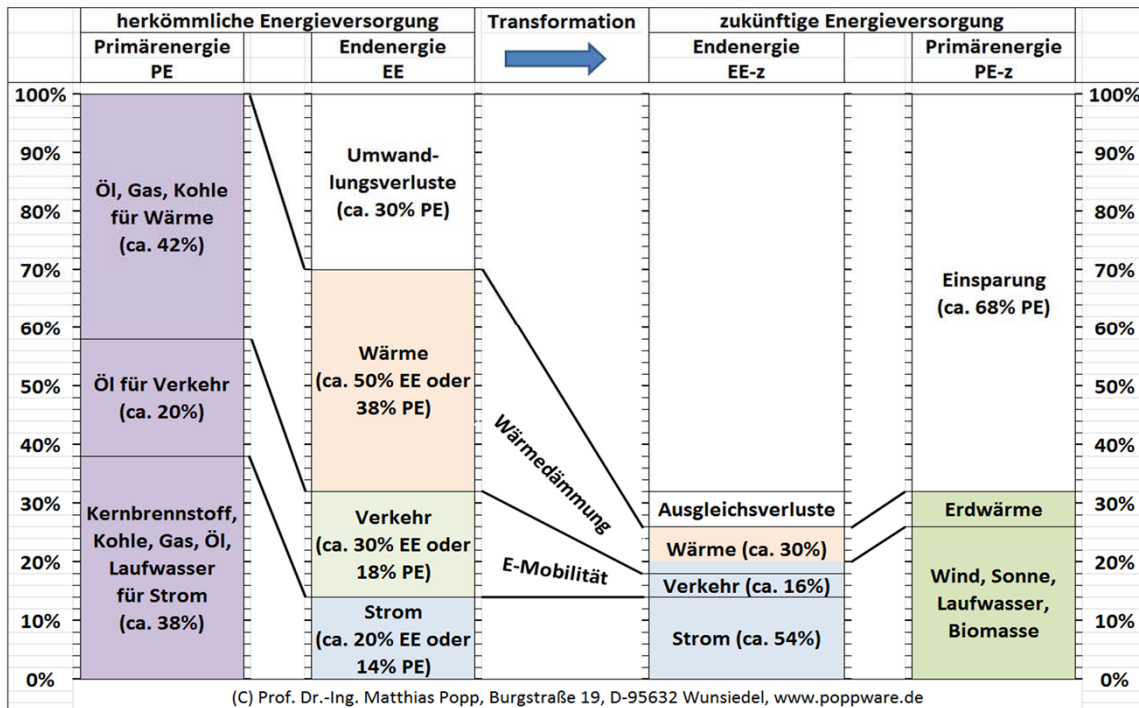 herkömmliche Energieversorgung
Transformation
zukünftige Energieversorgung
Primärenergie
PE
Endenergie
EE
Endenergie
EE-z
Primärenergie
PE-z
100%
90%
80%
70%
60%
50%
40%
30%
20%
10%
0%
Öl, Gas, Kohle
für Wärme
(ca. 42%)
Öl für Verkehr
(ca. 20%)
Kernbrennstoff,
Kohle, Gas, Öl,
Laufwasser
für Strom
(ca. 38%)
Umwand-
lungsverluste
(ca. 30% PE)
Wärme
(ca. 50% EE oder
38% PE)
Verkehr
(ca. 30% EE oder
18% PE)
Strom
(ca. 20% EE oder
14% PE)
Wärmedämmung
E-Mobilität
Ausgleichsverluste
Wärme (ca. 30%)
Verkehr (ca. 16%)
Strom (ca. 54%)
Einsparung
(ca. 68% PE)
Erdwärme
Wind, Sonne,
Laufwasser,
Biomasse
100%
90%
80%
70%
60%
50%
40%
30%
20%
10%
0%
(C) Prof. Dr.-Ing. Matthias Popp, Burgstraße 19, D-95632 Wunsiedel, www.poppware.de